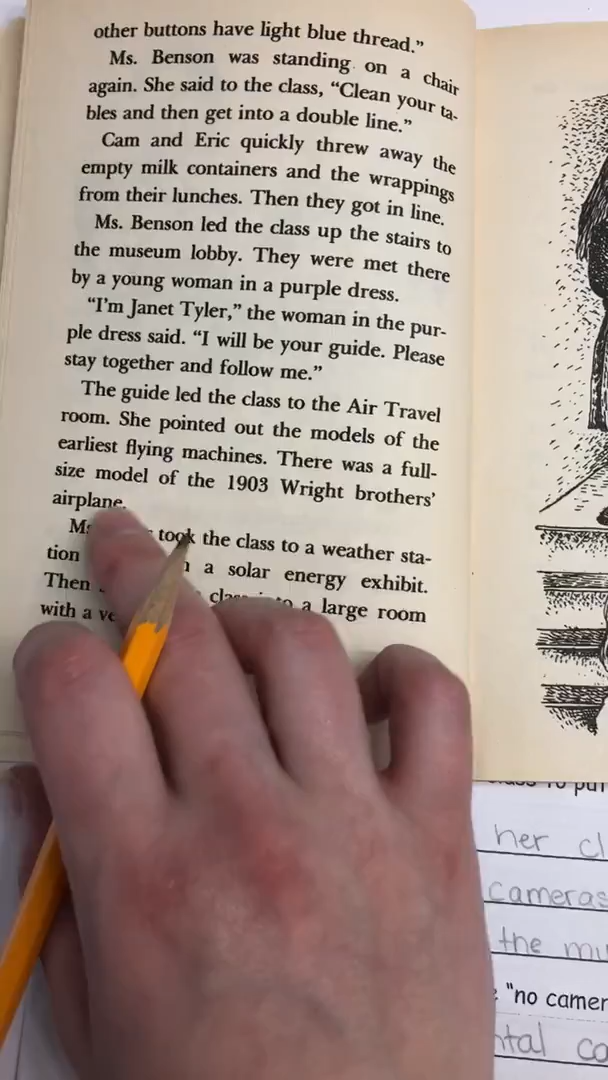 other buttons have light blue thread.”
Ms. Benson was standing on a chair
again. She said to the class, “Clean your ta-
bles and then get into a double line.”
Cam and Eric quickly threw away the
empty milk containers and the wrappings
from their lunches. Then they got in line.
Ms. Benson led the class up the stairs to
the museum lobby. They were met there
by a young woman in a purple dress.
“I’m Janet Tyler,” the woman in the pur-
ple dress said. “I will be your guide. Please
stay together and follow me.”
The guide led the class to the Air Travel
room. She pointed out the models of the
earliest flying machines. There was a full-
size model of the 1903 Wright brothers’
airplane.
took the class to a weather sta-
tion a solar energy exhibit.
Then a large room
with a
her
cameras
the
"no